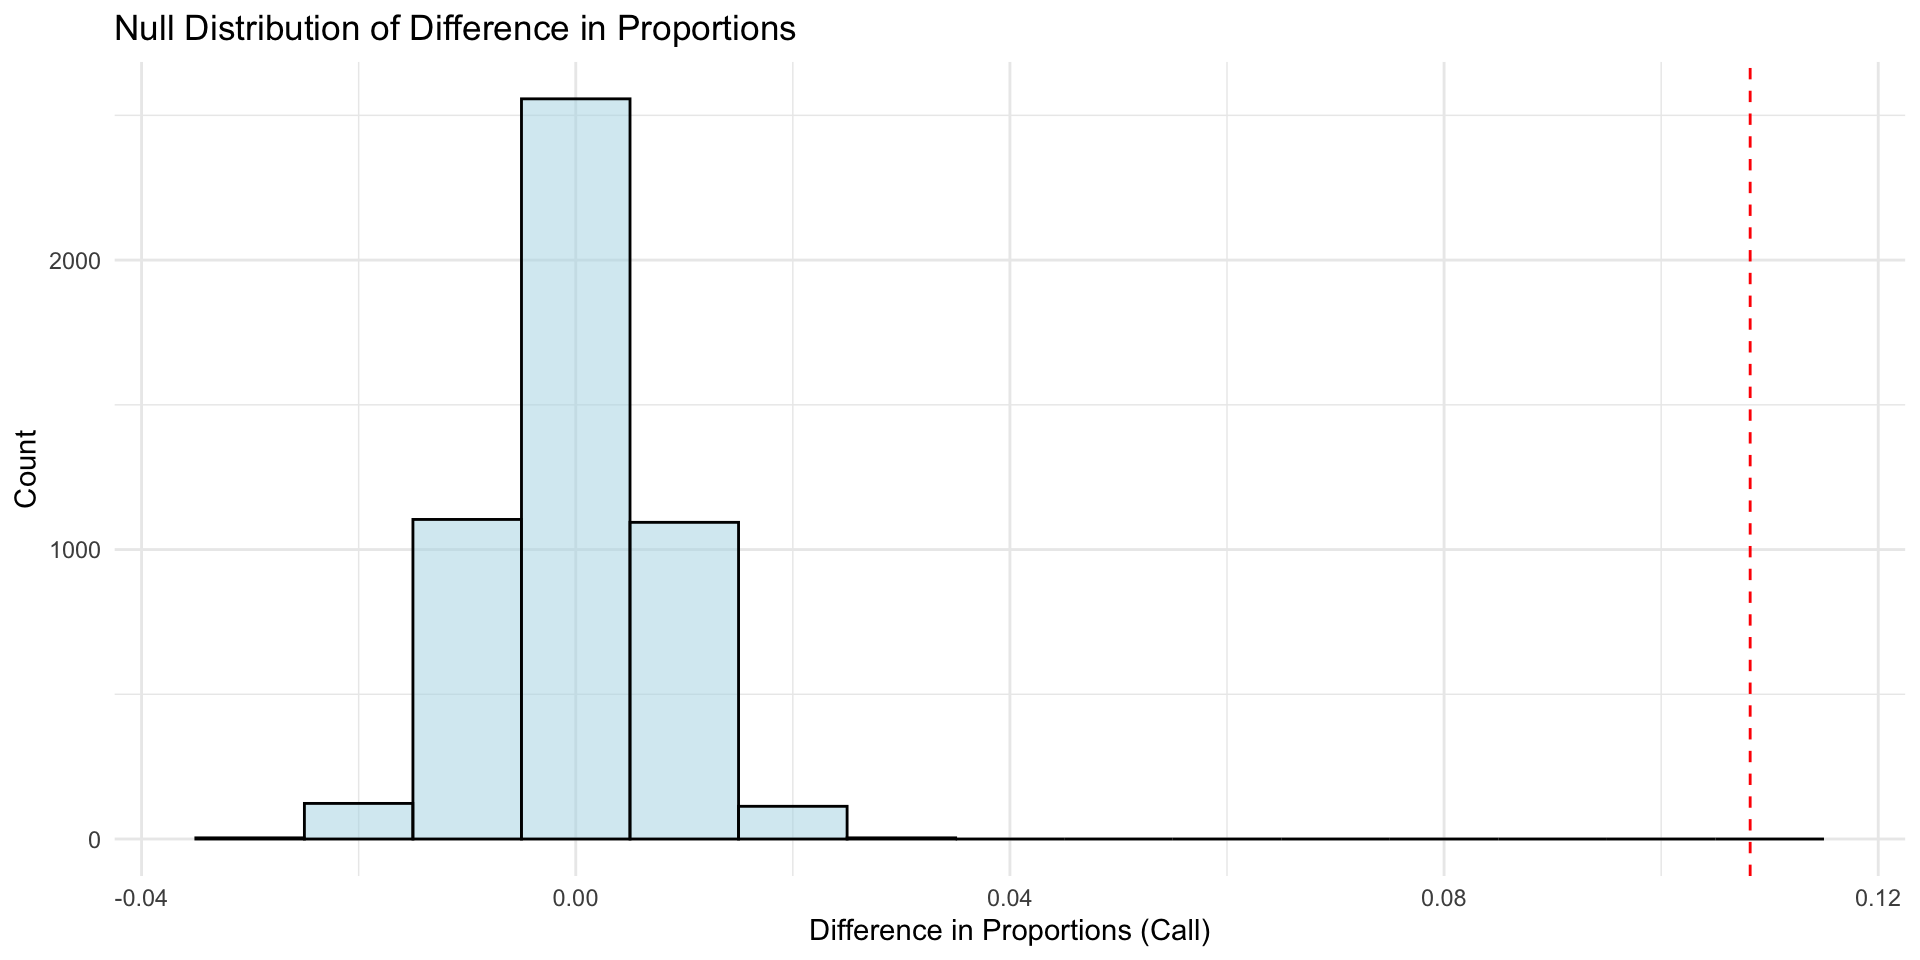 Null Distribution of Difference in Proportions
Count
2000
1000
0
-0.04
0.00
0.04
0.08
0.12
Difference in Proportions (Call)